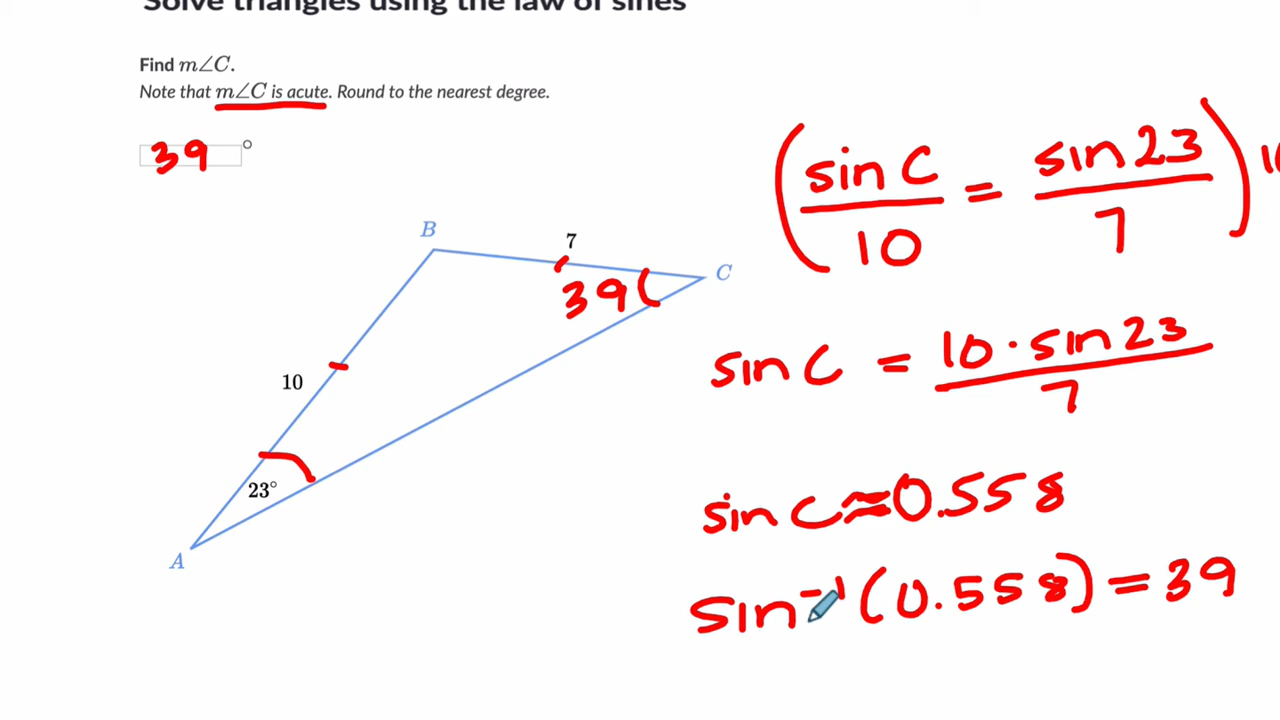 Solve triangles using the law of sines
Find m∠C.
Note that m∠C is acute. Round to the nearest degree.
39 °
(sin C / 10 = sin 23 / 7)
B
7
C
39
10
23°
A
sin C = 10 · sin 23 / 7
sin C ≈ 0.558
sin⁻¹ (0.558) = 39